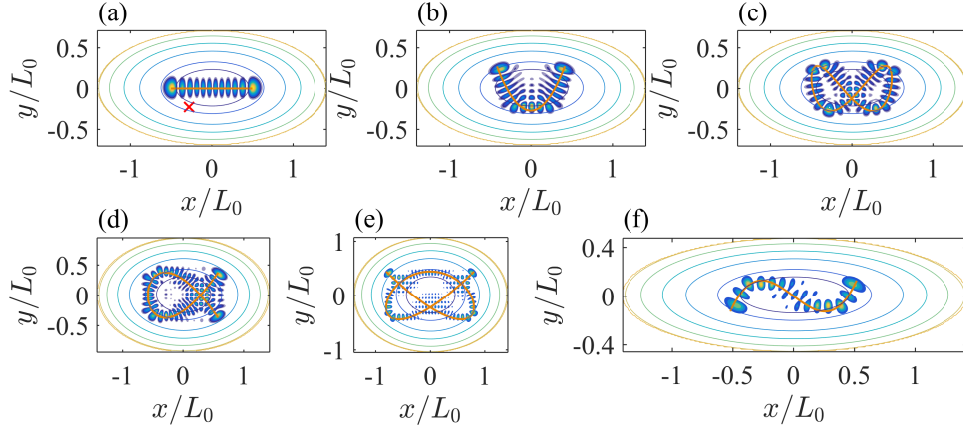 (a) (b) (c)
0.5 0.5 0.5
y/L₀ 0 y/L₀ 0 y/L₀ 0
-0.5 -0.5 -0.5
-1 0 1 -1 0 1 -1 0 1
x/L₀ x/L₀ x/L₀
(d) (e) (f)
0.5 1 0.4
y/L₀ 0 y/L₀ 0 y/L₀ 0
-0.5 -1 -0.4
-1 0 1 -1 0 1 -1 -0.5 0 0.5 1
x/L₀ x/L₀ x/L₀